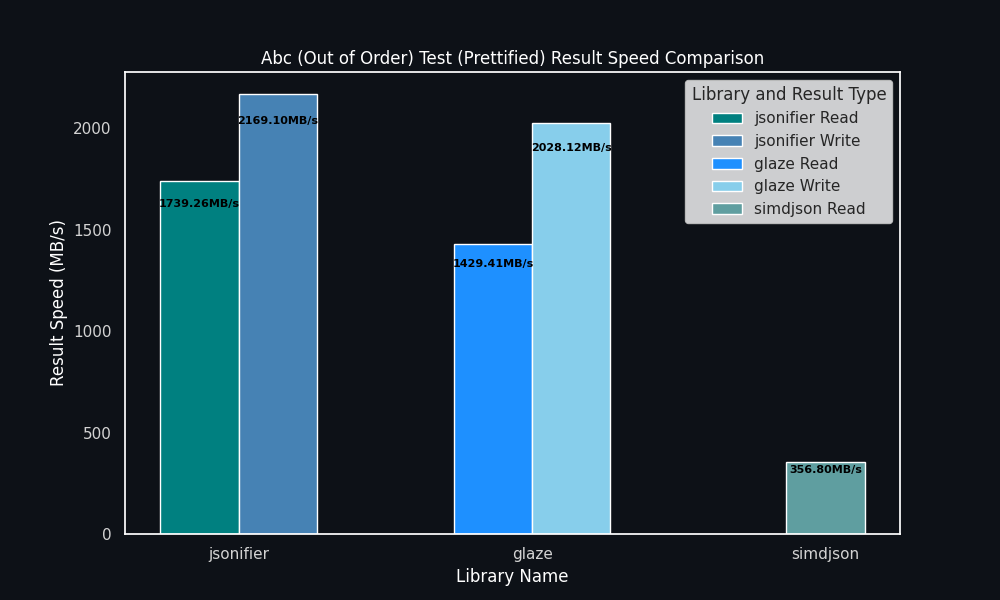 Abc (Out of Order) Test (Prettified) Result Speed Comparison
Library and Result Type
jsonifier Read
jsonifier Write
glaze Read
glaze Write
simdjson Read
2000
1500
1000
500
0
Result Speed (MB/s)
1739.26MB/s
2169.10MB/s
1429.41MB/s
2028.12MB/s
356.80MB/s
jsonifier
glaze
simdjson
Library Name